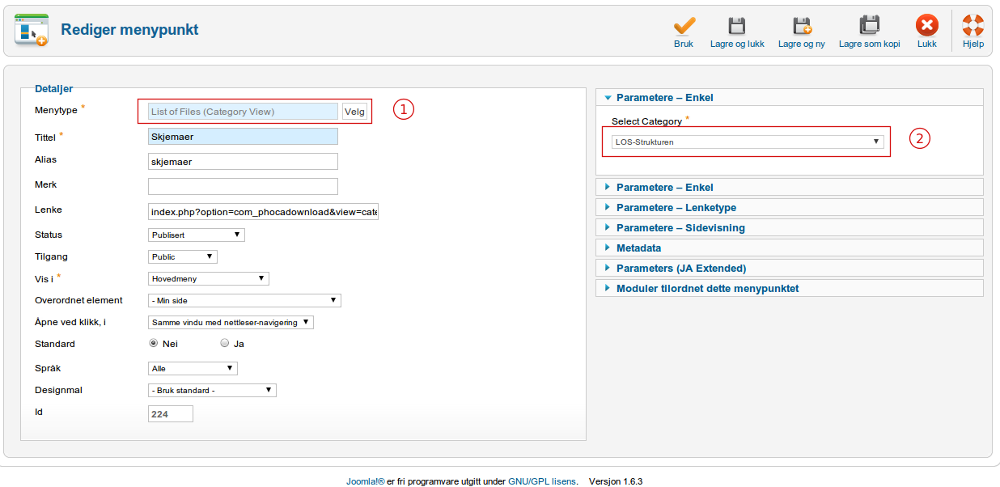 Rediger menypunkt
Bruk
Lagre og lukk
Lagre og ny
Lagre som kopi
Lukk
Hjelp
Detaljer
Menytype *
List of Files (Category View)
Velg
1
Tittel *
Skjemaer
Alias
skjemaer
Merk
Lenke
index.php?option=com_phocadownload&view=cate
Status
Publisert
Tilgang
Public
Vis i *
Hovedmeny
Overordnet element
- Min side
Åpne ved klikk, i
Samme vindu med nettleser-navigering
Standard
Nei
Ja
Språk
Alle
Designmal
- Bruk standard -
Id
224
Parametere – Enkel
Select Category *
LOS-Strukturen
2
Parametere – Enkel
Parametere – Lenketype
Parametere – Sidevisning
Metadata
Parameters (JA Extended)
Moduler tilordnet dette menypunktet
Joomla!® er fri programvare utgitt under GNU/GPL lisens. Versjon 1.6.3